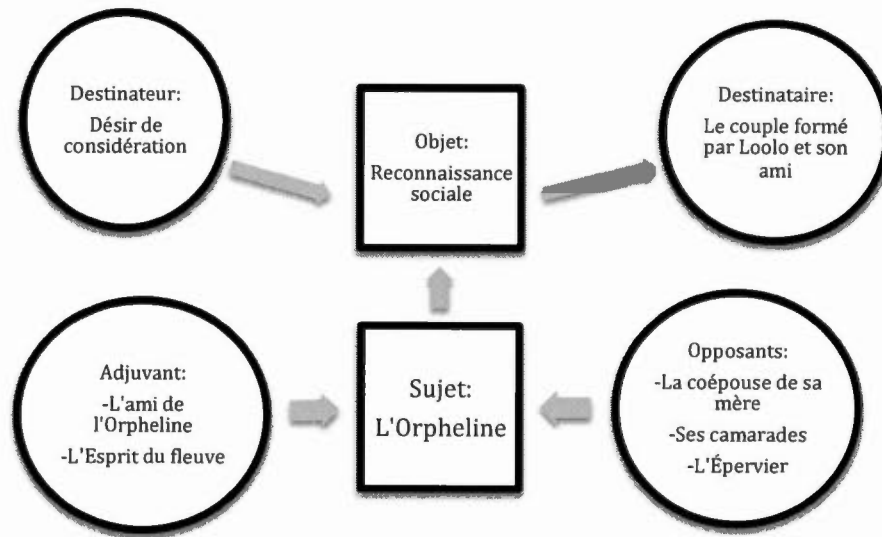 Destinateur:
Désir de
considération
Objet:
Reconnaissance
sociale
Destinataire:
Le couple formé
par Loolo et son
ami
Adjuvant:
-L'ami de
l'Orpheline
-L'Esprit du fleuve
Sujet:
L'Orpheline
Opposants:
-La coépouse de sa
mère
-Ses camarades
-L'Épervier